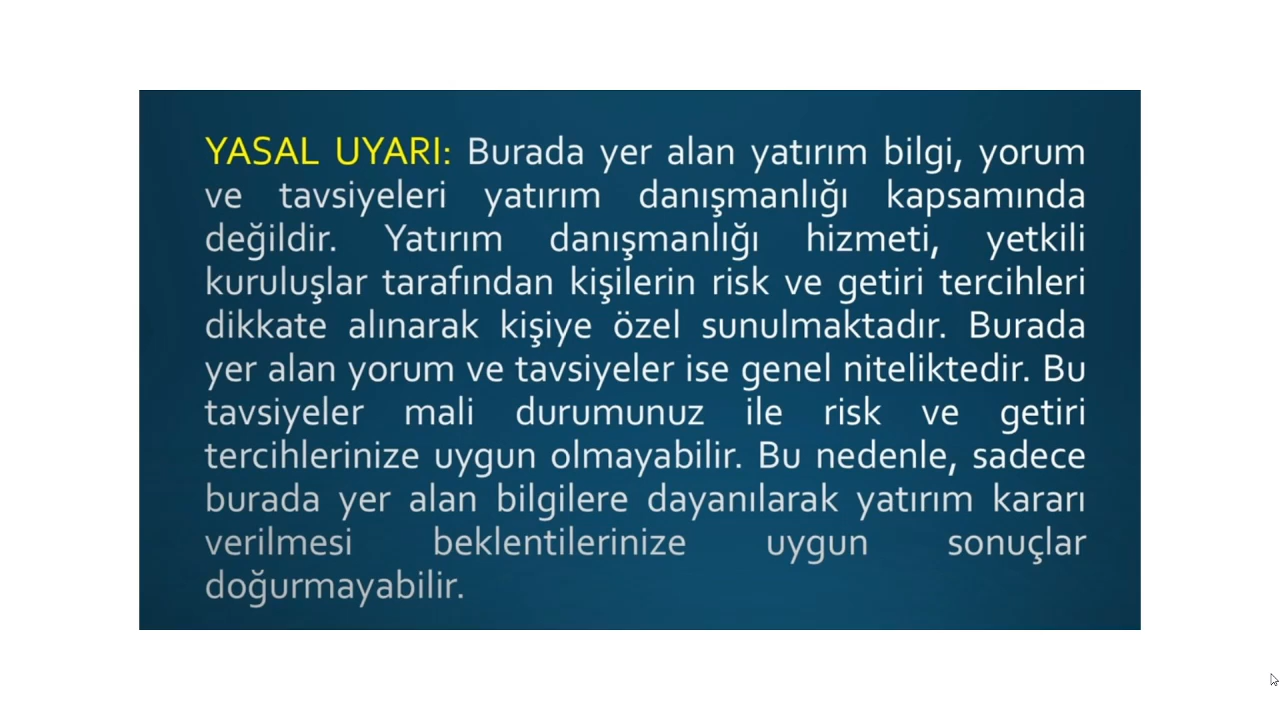 YASAL UYARI: Burada yer alan yatırım bilgi, yorum
ve tavsiyeleri yatırım danışmanlığı kapsamında
değildir. Yatırım danışmanlığı hizmeti, yetkili
kuruluşlar tarafından kişilerin risk ve getiri tercihleri
dikkate alınarak kişiye özel sunulmaktadır. Burada
yer alan yorum ve tavsiyeler ise genel niteliktedir. Bu
tavsiyeler mali durumunuz ile risk ve getiri
tercihlerinize uygun olmayabilir. Bu nedenle, sadece
burada yer alan bilgilere dayanılarak yatırım kararı
verilmesi beklentilerinize uygun sonuçlar
doğurmayabilir.